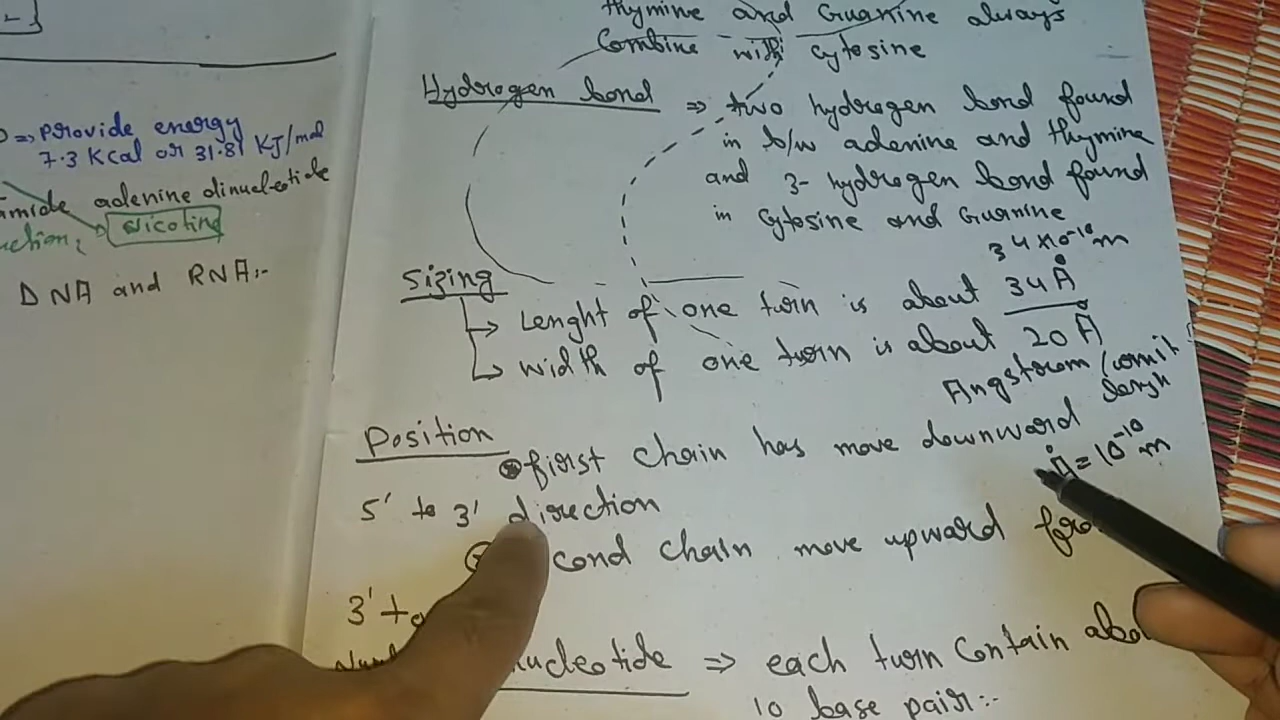 ⇒ Provide energy
7.3 Kcal or 31.81 KJ/mol
amide adenine dinucleotide
Nicotine
DNA and RNA:-
thymine and Guanine always
Combine with cytosine
Hydrogen bond ⇒ two hydrogen bond found
in b/w adenine and thymine
and 3- hydrogen bond found
in cytosine and Guanine
34×10⁻¹⁰ m
Sizing
→ Lenght of one turn is about 34 Å
→ width of one turn is about 20 Å
Angstrom
Position
first chain has move downward
Å = 10⁻¹⁰ m
5' to 3' direction
cond chain move upward
3' to
nucleotide ⇒ each turn Contain
10 base pair:-